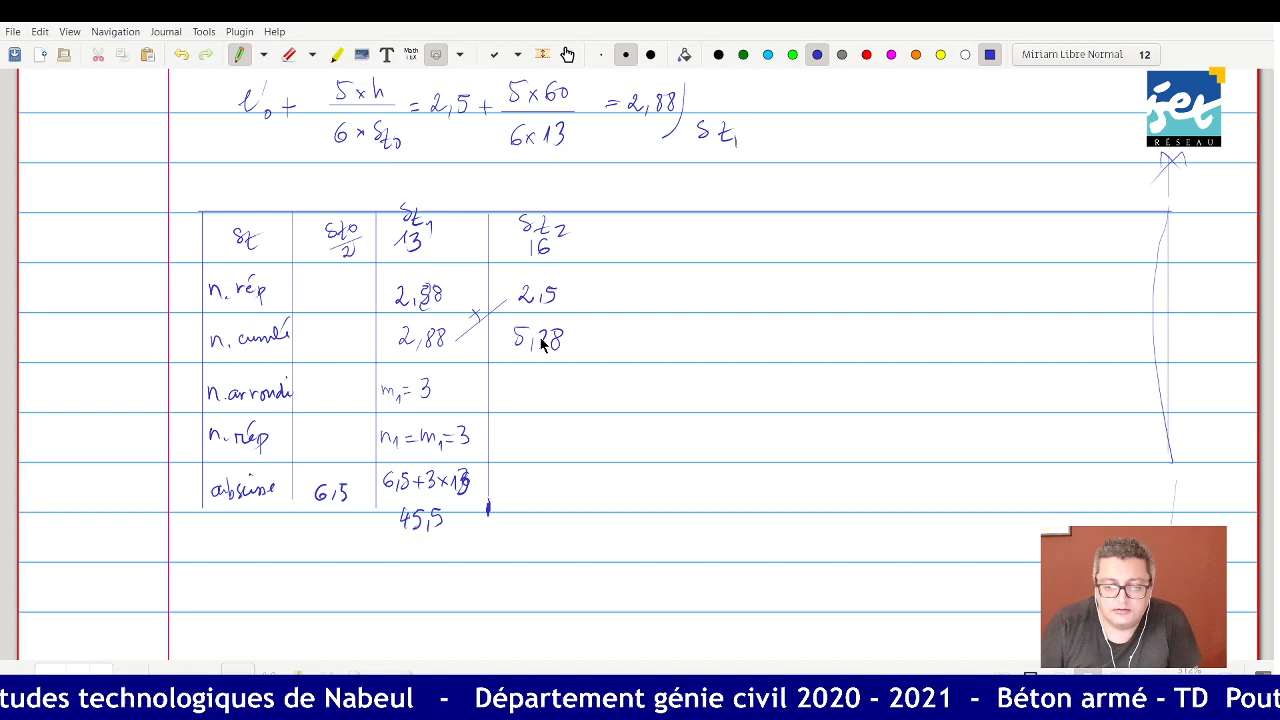 File Edit View Navigation Journal Tools Plugin Help
Miriam Libre Normal 12
l'0 + 5 x h / 6 x St0 = 2,5 + 5 x 60 / 6 x 13 = 2,88 ) St1
iset
RÉSEAU
St St0/2 St1 13 St2 16
n. rép 2,88 2,5
n. cumulé 2,88 5,38
n. arrondi m1 = 3
n. rép n1 = m1 = 3
abscisse 6,5 6,5 + 3 x 13
45,5
tudes technologiques de Nabeul - Département génie civil 2020 - 2021 - Béton armé - TD Pout